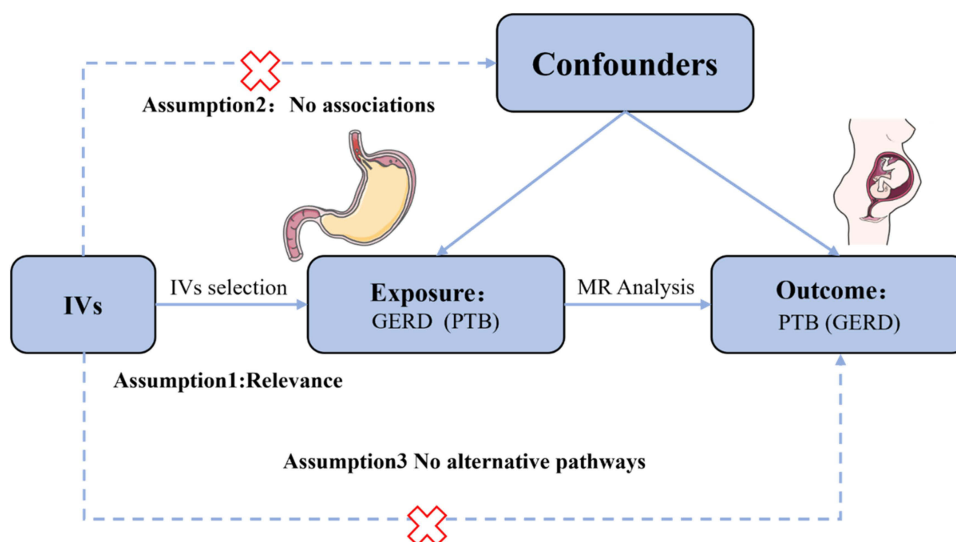 Confounders
Assumption2: No associations
IVs
IVs selection
Exposure:
GERD (PTB)
MR Analysis
Outcome:
PTB (GERD)
Assumption1:Relevance
Assumption3 No alternative pathways